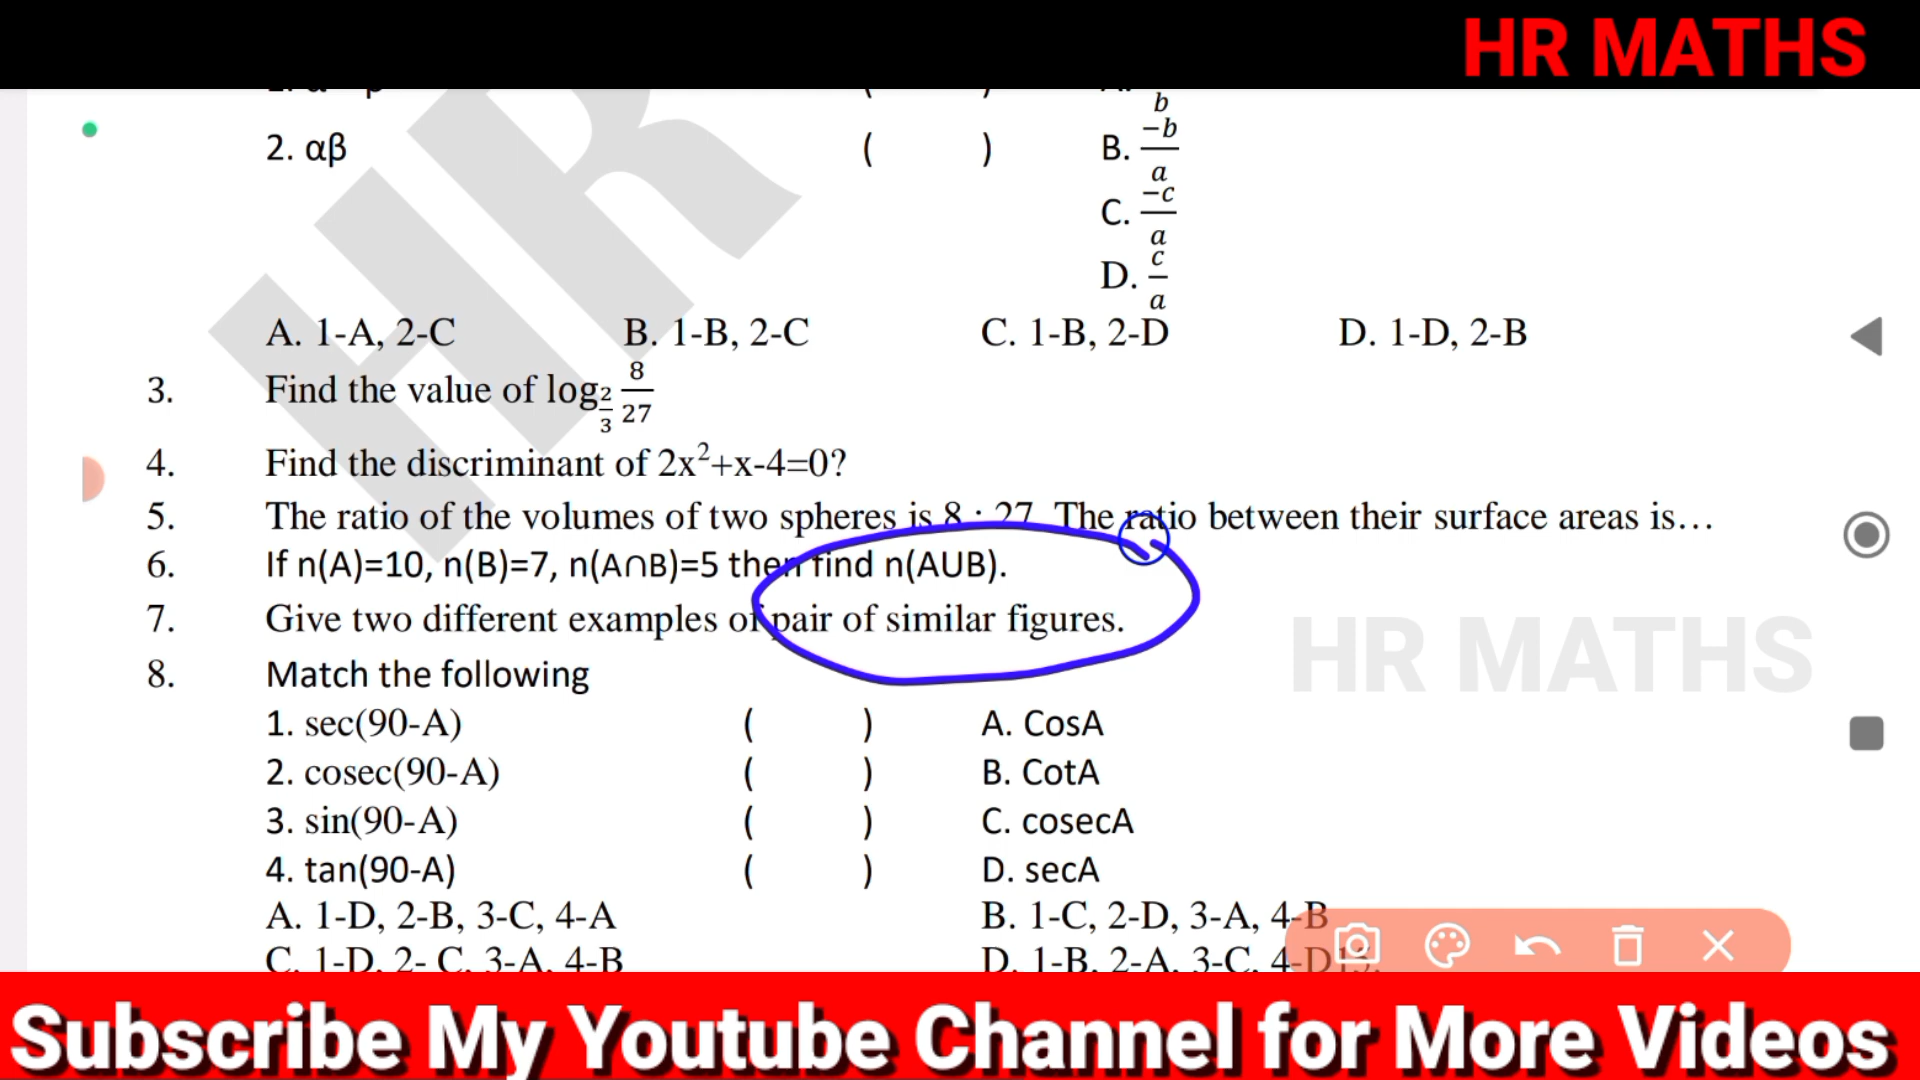 HR MATHS
b
2. αβ ( ) B. -b/a
C. -c/a
D. c/a
A. 1-A, 2-C B. 1-B, 2-C C. 1-B, 2-D D. 1-D, 2-B
3. Find the value of log 2/3 8/27
4. Find the discriminant of 2x²+x-4=0?
5. The ratio of the volumes of two spheres is 8 : 27 The ratio between their surface areas is...
6. If n(A)=10, n(B)=7, n(A∩B)=5 then find n(AUB).
7. Give two different examples of pair of similar figures.
HR MATHS
8. Match the following
1. sec(90-A) ( ) A. CosA
2. cosec(90-A) ( ) B. CotA
3. sin(90-A) ( ) C. cosecA
4. tan(90-A) ( ) D. secA
A. 1-D, 2-B, 3-C, 4-A B. 1-C, 2-D, 3-A, 4-B
C. 1-D, 2- C, 3-A, 4-B D. 1-B, 2-A, 3-C, 4-D13.
Subscribe My Youtube Channel for More Videos